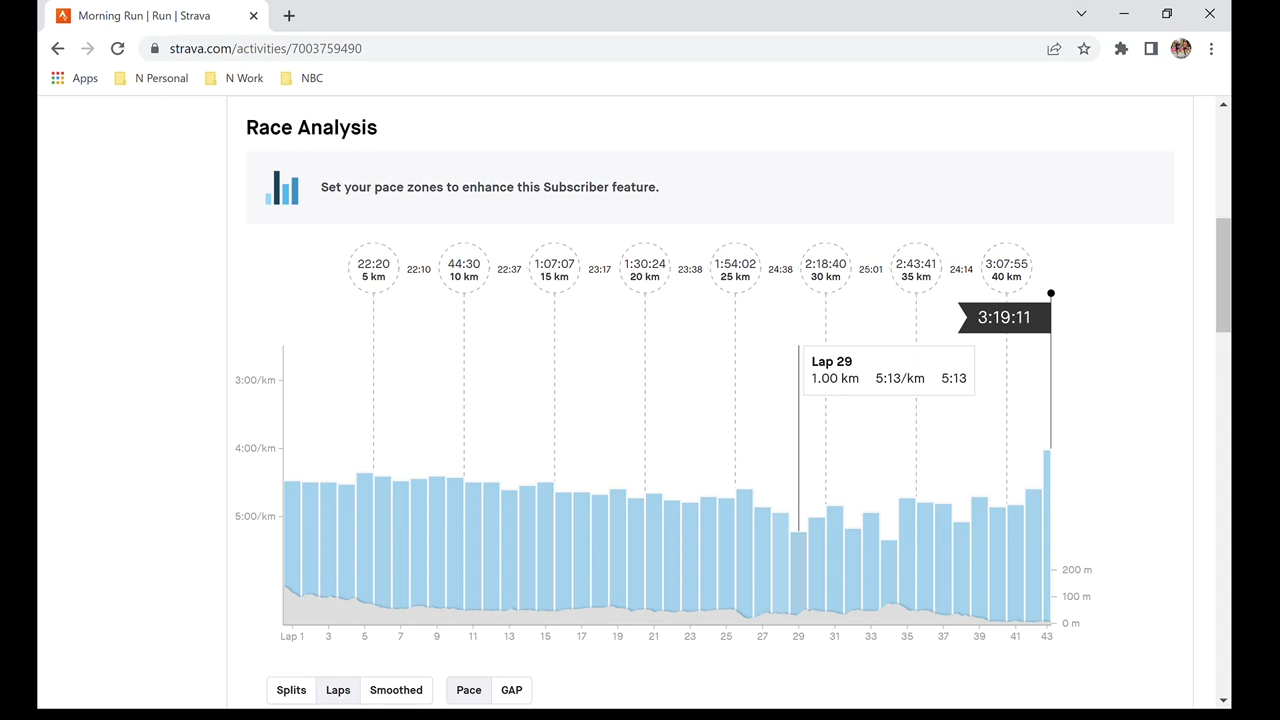 Morning Run | Run | Strava
strava.com/activities/7003759490
Apps N Personal N Work NBC
Race Analysis
Set your pace zones to enhance this Subscriber feature.
22:20 22:10 44:30 22:37 1:07:07 23:17 1:30:24 23:38 1:54:02 24:38 2:18:40 25:01 2:43:41 24:14 3:07:55
5 km 10 km 15 km 20 km 25 km 30 km 35 km 40 km
3:19:11
Lap 29
1.00 km 5:13/km 5:13
3:00/km
4:00/km
5:00/km
200 m
100 m
0 m
Lap 1 3 5 7 9 11 13 15 17 19 21 23 25 27 29 31 33 35 37 39 41 43
Splits Laps Smoothed Pace GAP